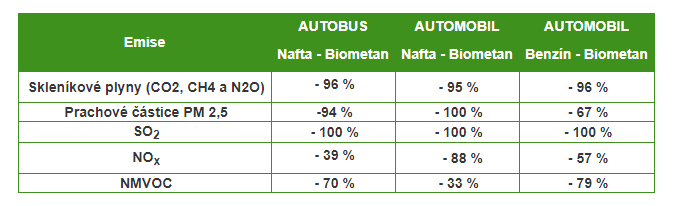 Emise AUTOBUS AUTOMOBIL AUTOMOBIL
Nafta - Biometan Nafta - Biometan Benzín - Biometan
Skleníkové plyny (CO2, CH4 a N2O) - 96 % - 95 % - 96 %
Prachové částice PM 2,5 -94 % - 100 % - 67 %
SO2 - 100 % - 100 % - 100 %
NOx - 39 % - 88 % - 57 %
NMVOC - 70 % - 33 % - 79 %